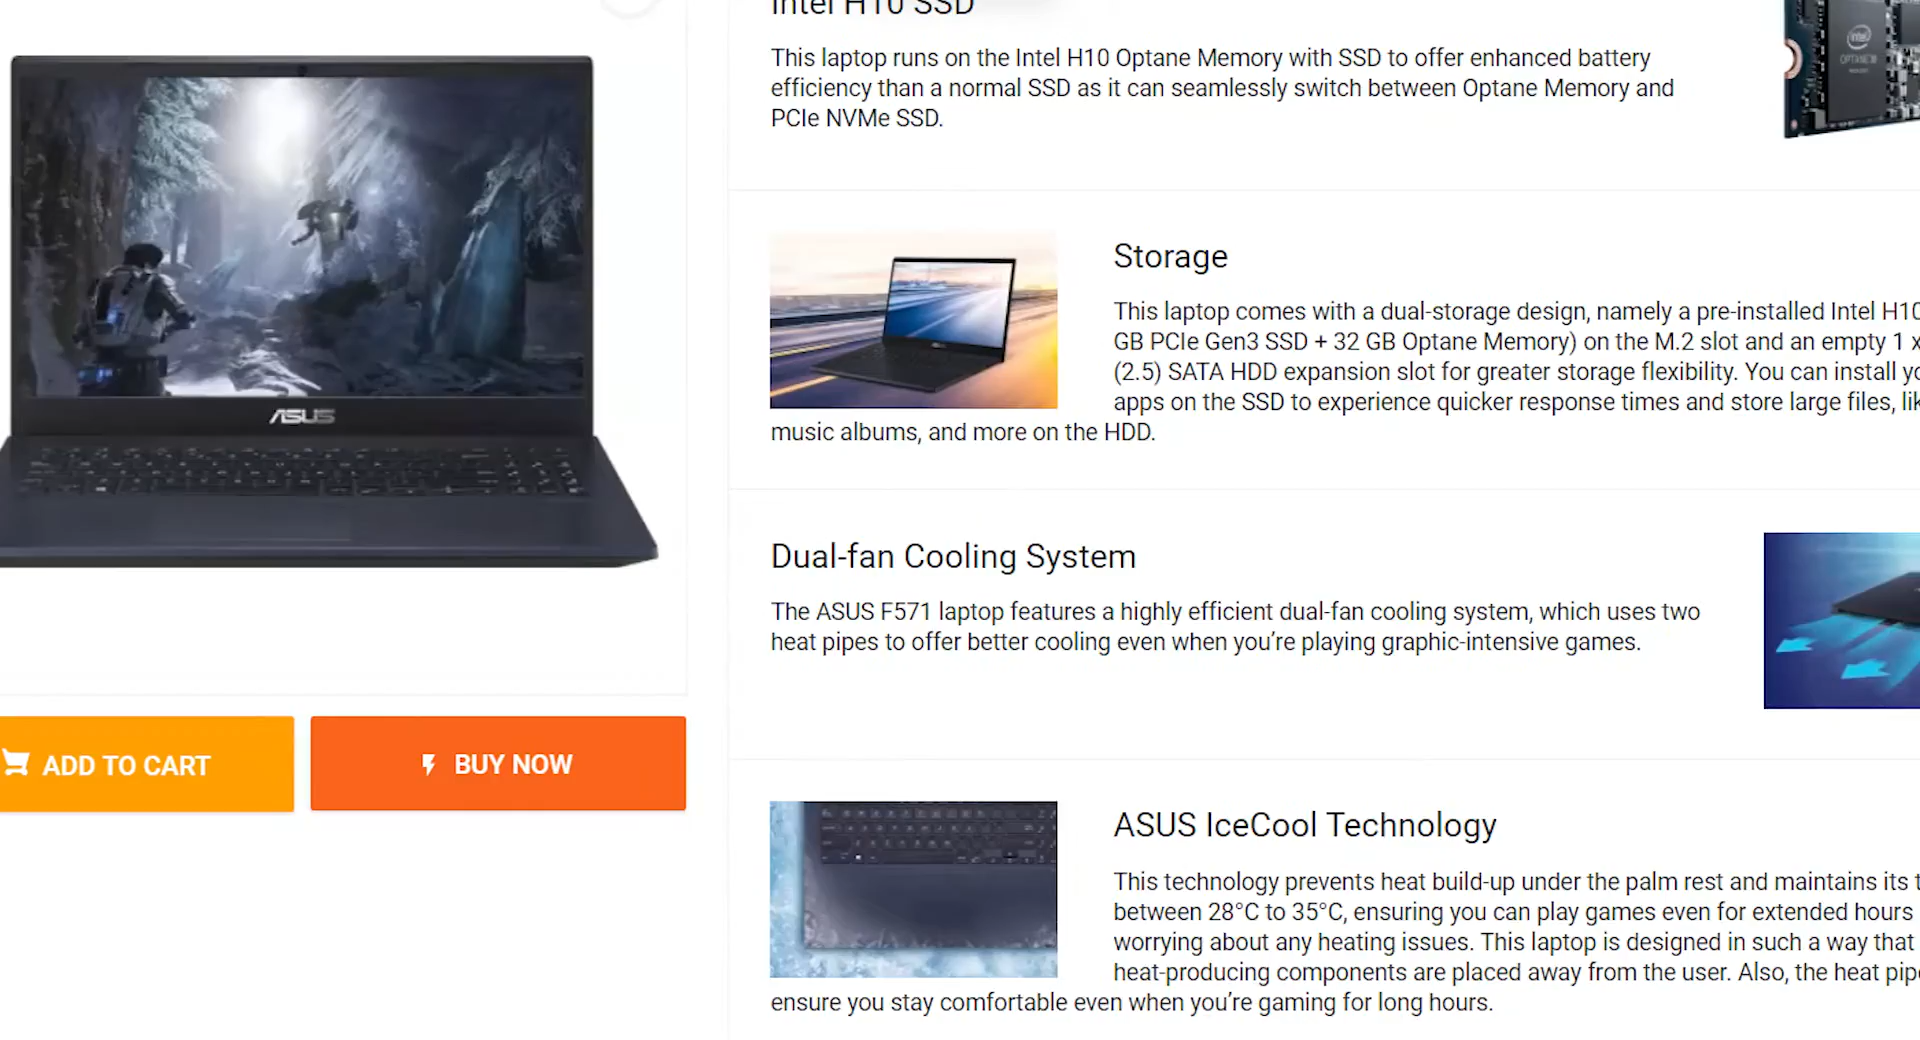 Intel H10 SSD
This laptop runs on the Intel H10 Optane Memory with SSD to offer enhanced battery
efficiency than a normal SSD as it can seamlessly switch between Optane Memory and
PCIe NVMe SSD.
intel
OPTANE
ASUS
Storage
This laptop comes with a dual-storage design, namely a pre-installed Intel H10
GB PCIe Gen3 SSD + 32 GB Optane Memory) on the M.2 slot and an empty 1 x
(2.5) SATA HDD expansion slot for greater storage flexibility. You can install
apps on the SSD to experience quicker response times and store large files,
music albums, and more on the HDD.
Dual-fan Cooling System
The ASUS F571 laptop features a highly efficient dual-fan cooling system, which uses two
heat pipes to offer better cooling even when you’re playing graphic-intensive games.
ADD TO CART
BUY NOW
ASUS IceCool Technology
This technology prevents heat build-up under the palm rest and maintains its
between 28°C to 35°C, ensuring you can play games even for extended hours
worrying about any heating issues. This laptop is designed in such a way that
heat-producing components are placed away from the user. Also, the heat
ensure you stay comfortable even when you’re gaming for long hours.